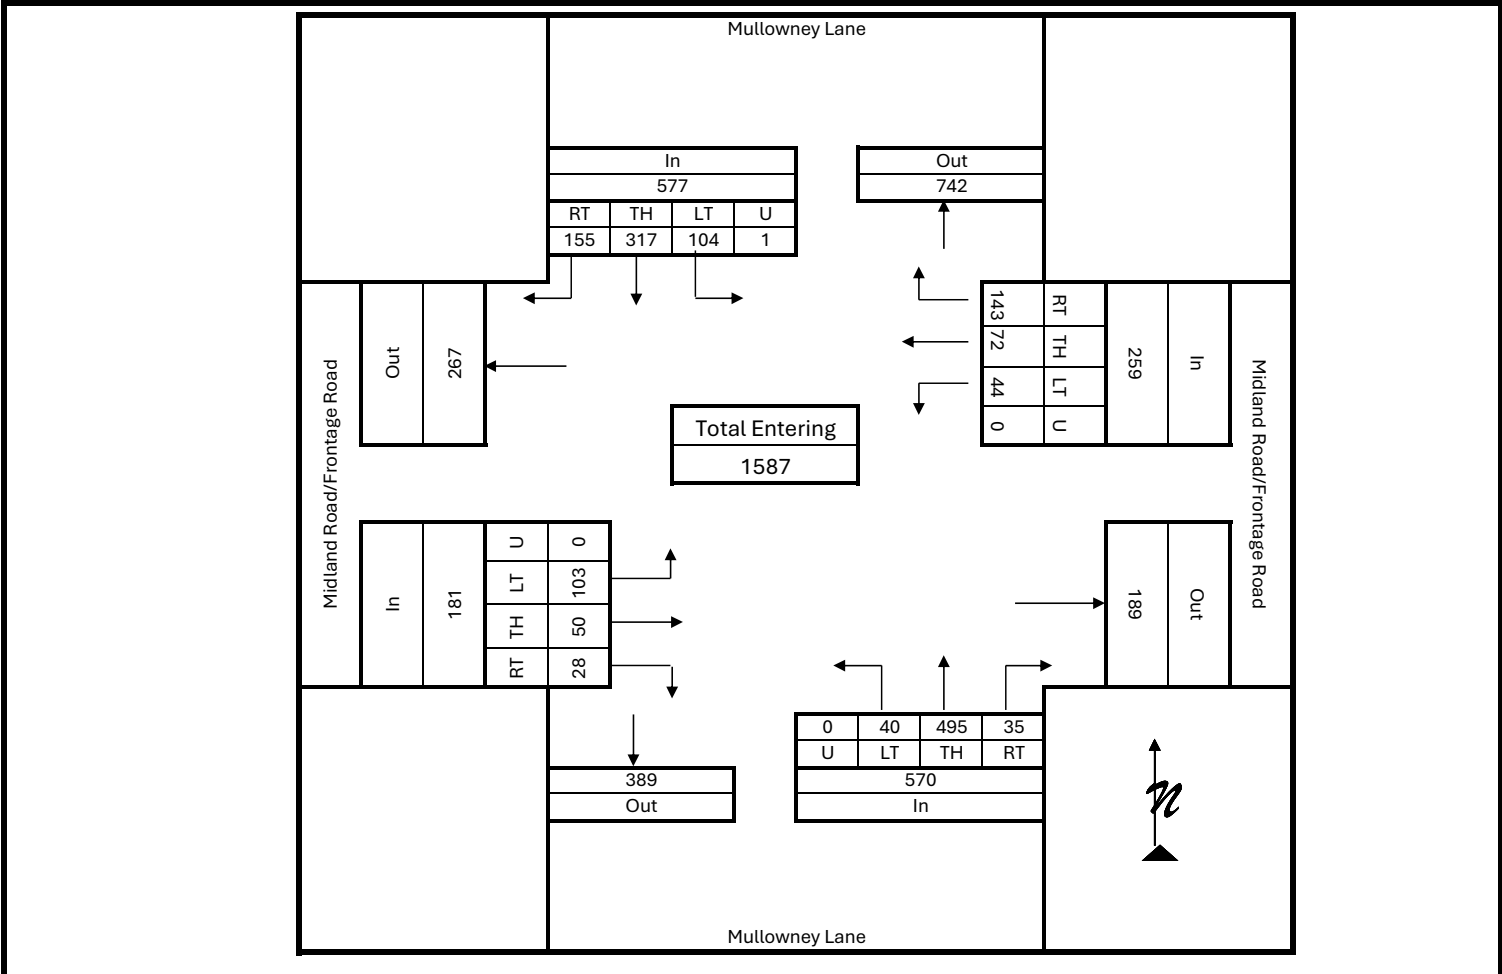 Mullowney Lane
In
577
RT TH LT U
155 317 104 1
Out
742
Midland Road/Frontage Road
Out
267
143 RT
72 TH
44 LT
0 U
259
In
Midland Road/Frontage Road
Total Entering
1587
In
181
U 0
LT 103
TH 50
RT 28
189
Out
389
Out
0 40 495 35
U LT TH RT
570
In
n
Mullowney Lane